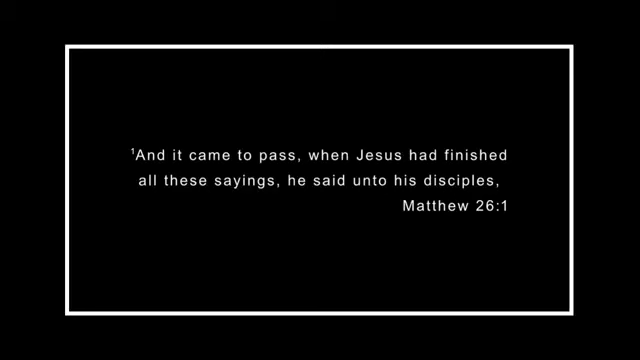 ¹And it came to pass, when Jesus had finished
all these sayings, he said unto his disciples,
Matthew 26:1